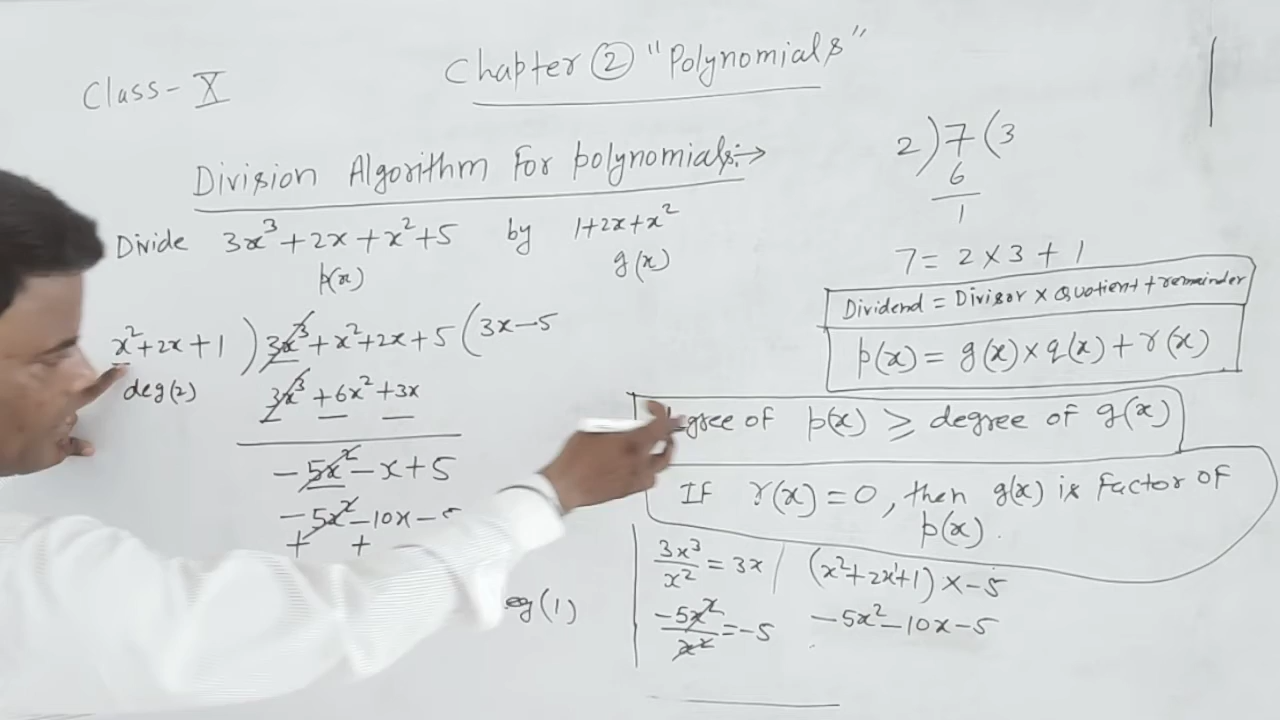 Class- X
Chapter ② "Polynomials"
Division Algorithm For polynomials:→
Divide 3x³+2x+x²+5 by 1+2x+x²
p(x) g(x)
x²+2x+1 ) 3x³+x²+2x+5 ( 3x-5
deg(2)
3x³+6x²+3x
-5x²-x+5
-5x²-10x-
+ +
(1)
2 ) 7 ( 3
6
1
7 = 2×3+1
Dividend = Divisor × Quotient + remainder
p(x) = g(x)×q(x)+r(x)
of p(x) ≥ degree of g(x)
If r(x)=0, then g(x) is Factor of
p(x).
3x³/x² = 3x
-5x²/x² = -5
(x²+2x+1)×-5
-5x²-10x-5